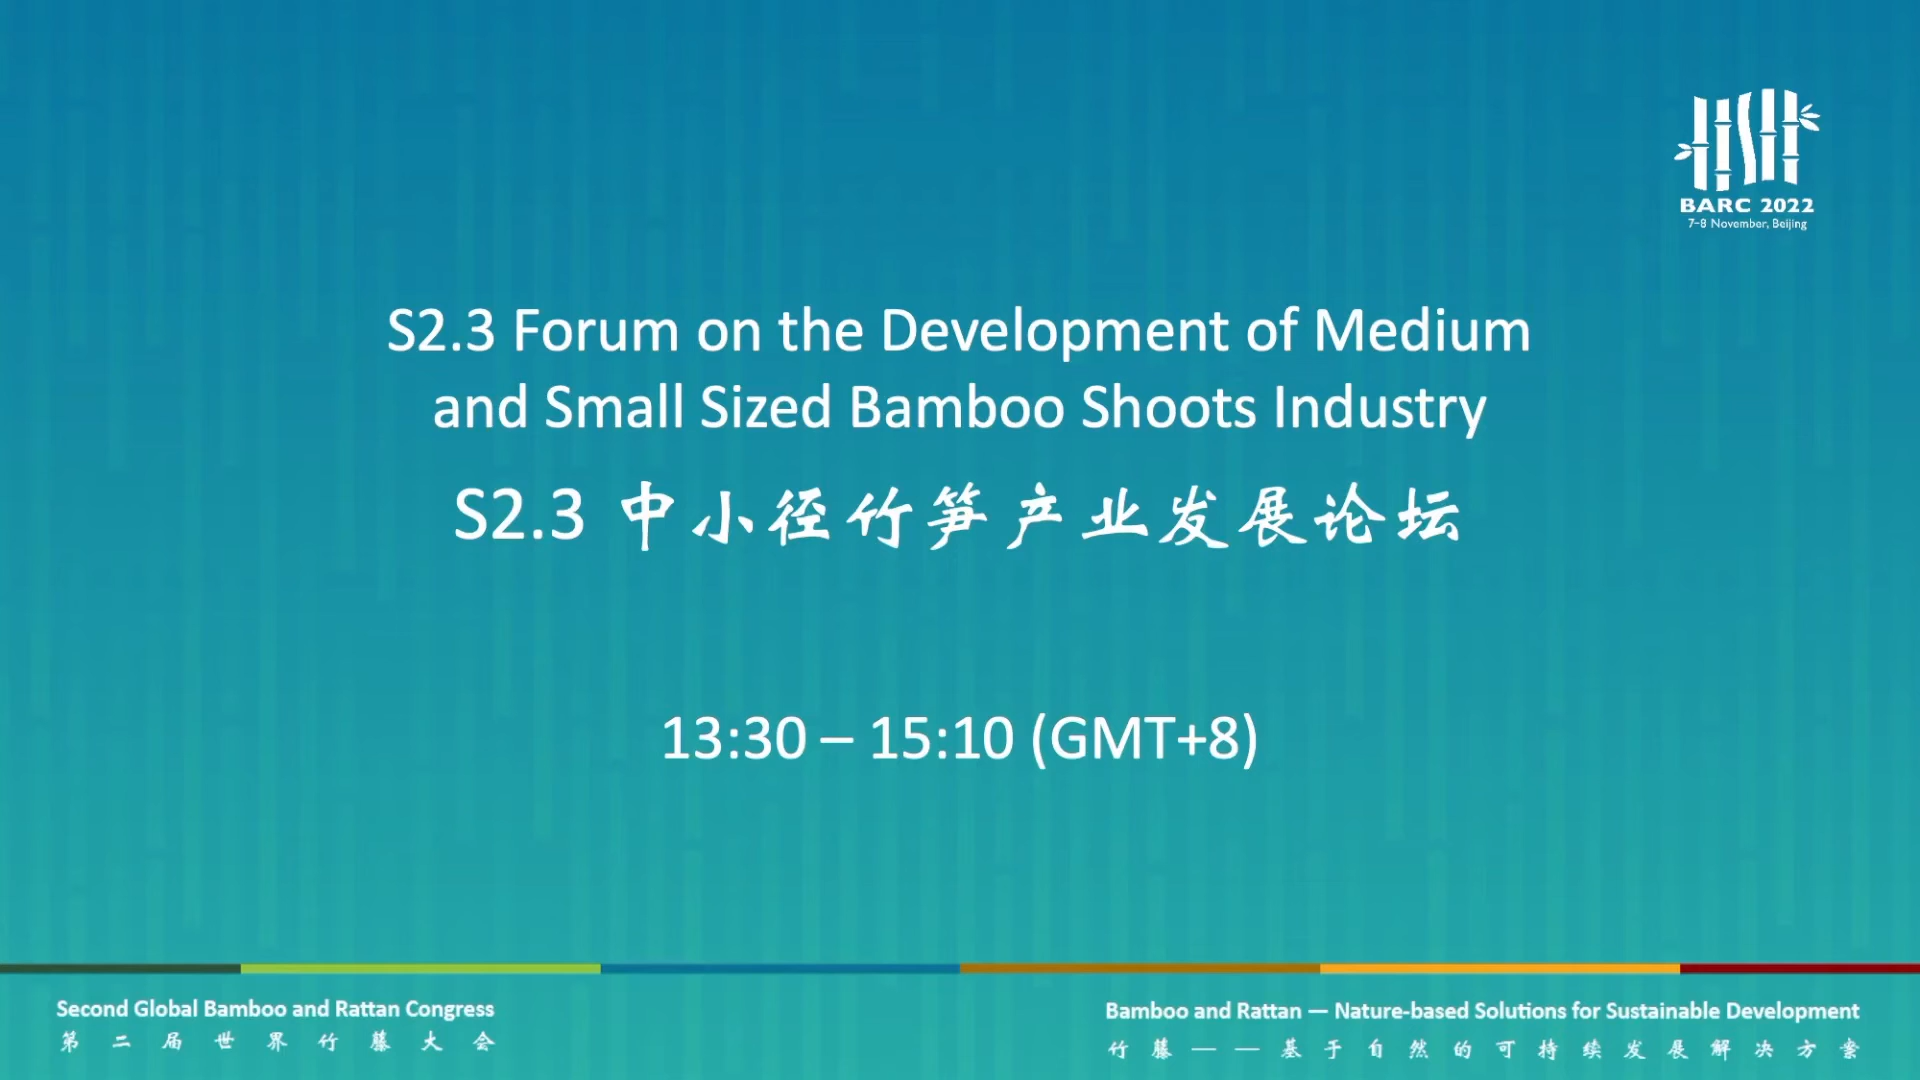 BARC 2022
7-8 November, Beijing
S2.3 Forum on the Development of Medium
and Small Sized Bamboo Shoots Industry
S2.3 中小径竹笋产业发展论坛
13:30 – 15:10 (GMT+8)
Second Global Bamboo and Rattan Congress
第二届世界竹藤大会
Bamboo and Rattan — Nature-based Solutions for Sustainable Development
竹藤——基于自然的可持续发展解决方案